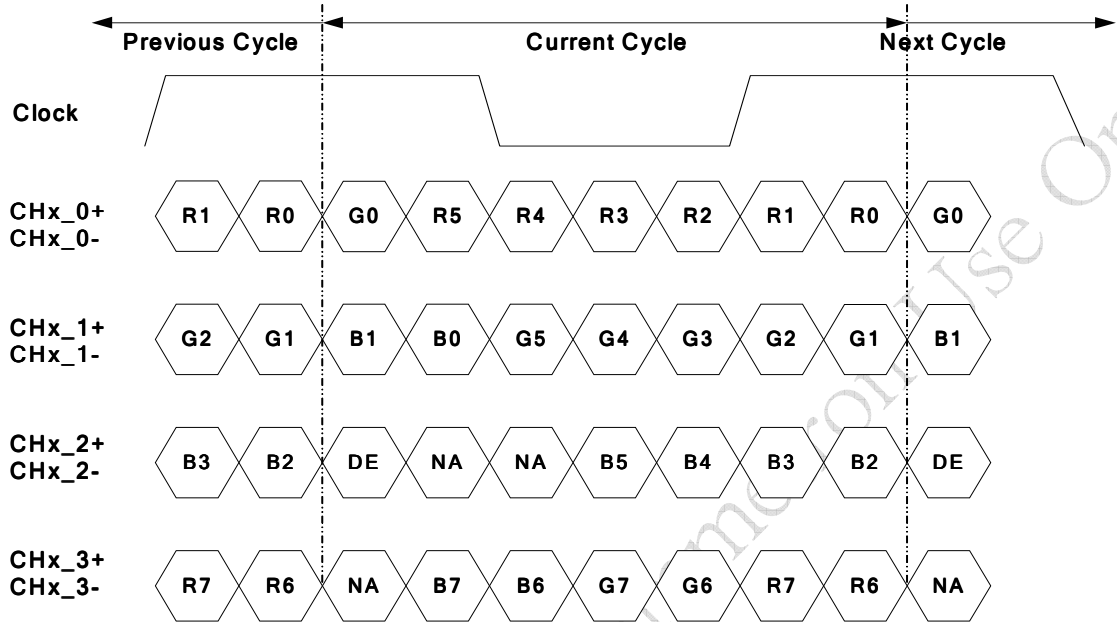 Previous Cycle Current Cycle Next Cycle
Clock
CHx_0+
CHx_0-
R1 R0 G0 R5 R4 R3 R2 R1 R0 G0
CHx_1+
CHx_1-
G2 G1 B1 B0 G5 G4 G3 G2 G1 B1
CHx_2+
CHx_2-
B3 B2 DE NA NA B5 B4 B3 B2 DE
CHx_3+
CHx_3-
R7 R6 NA B7 B6 G7 G6 R7 R6 NA
Use